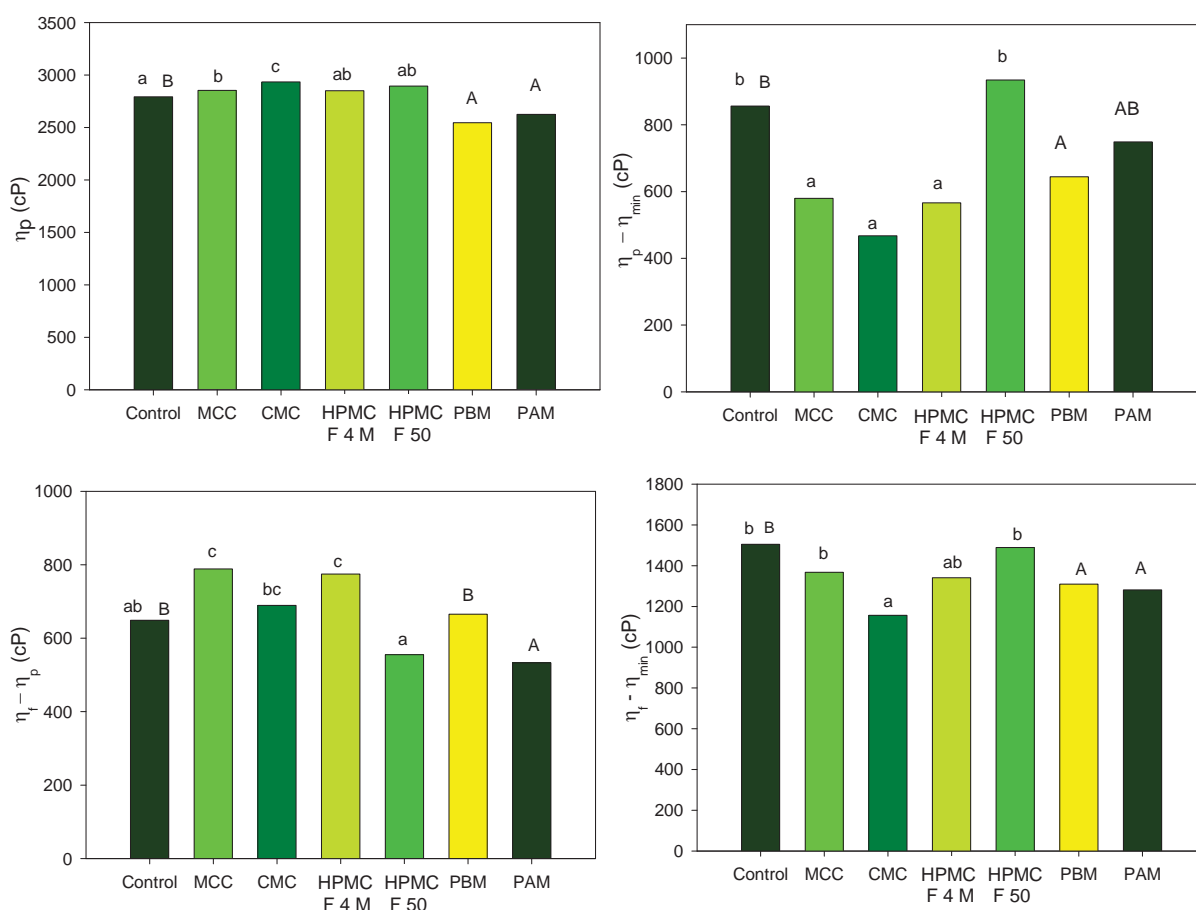 3500
3000
2500
2000
1500
1000
500
0
ηp (cP)
a B
b
c
ab
ab
A
A
Control
MCC
CMC
HPMC
F 4 M
HPMC
F 50
PBM
PAM
1000
800
600
400
200
0
ηp – ηmin (cP)
b B
a
a
a
b
A
AB
Control
MCC
CMC
HPMC
F 4 M
HPMC
F 50
PBM
PAM
1000
800
600
400
200
0
ηf – ηp (cP)
ab B
c
bc
c
a
B
A
Control
MCC
CMC
HPMC
F 4 M
HPMC
F 50
PBM
PAM
1800
1600
1400
1200
1000
800
600
400
200
0
ηf - ηmin (cP)
b B
b
a
ab
b
A
A
Control
MCC
CMC
HPMC
F 4 M
HPMC
F 50
PBM
PAM